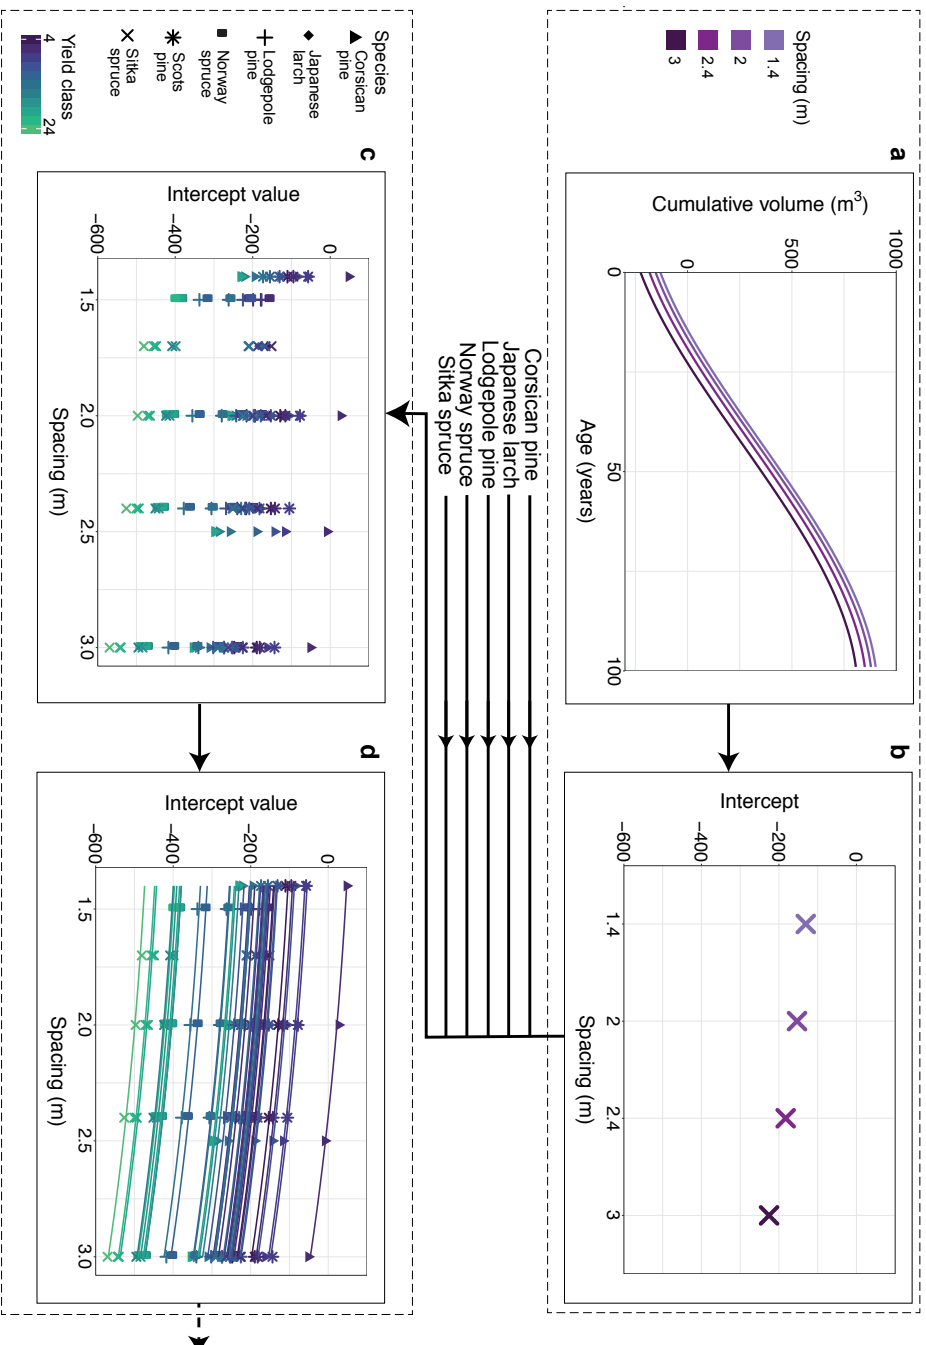 Spacing (m)
1.4
2
2.4
3
a
Cumulative volume (m³)
1000
500
0
0
50
100
Age (years)
b
Intercept
0
−200
−400
−600
1.4
2
2.4
3
Spacing (m)
Corsican pine
Japanese larch
Lodgepole pine
Norway spruce
Sitka spruce
Species
Corsican
pine
Japanese
larch
Lodgepole
pine
Norway
spruce
Scots
pine
Sitka
spruce
Yield class
4
24
c
Intercept value
0
−200
−400
−600
1.5
2.0
2.5
3.0
Spacing (m)
d
Intercept value
0
−200
−400
−600
1.5
2.0
2.5
3.0
Spacing (m)